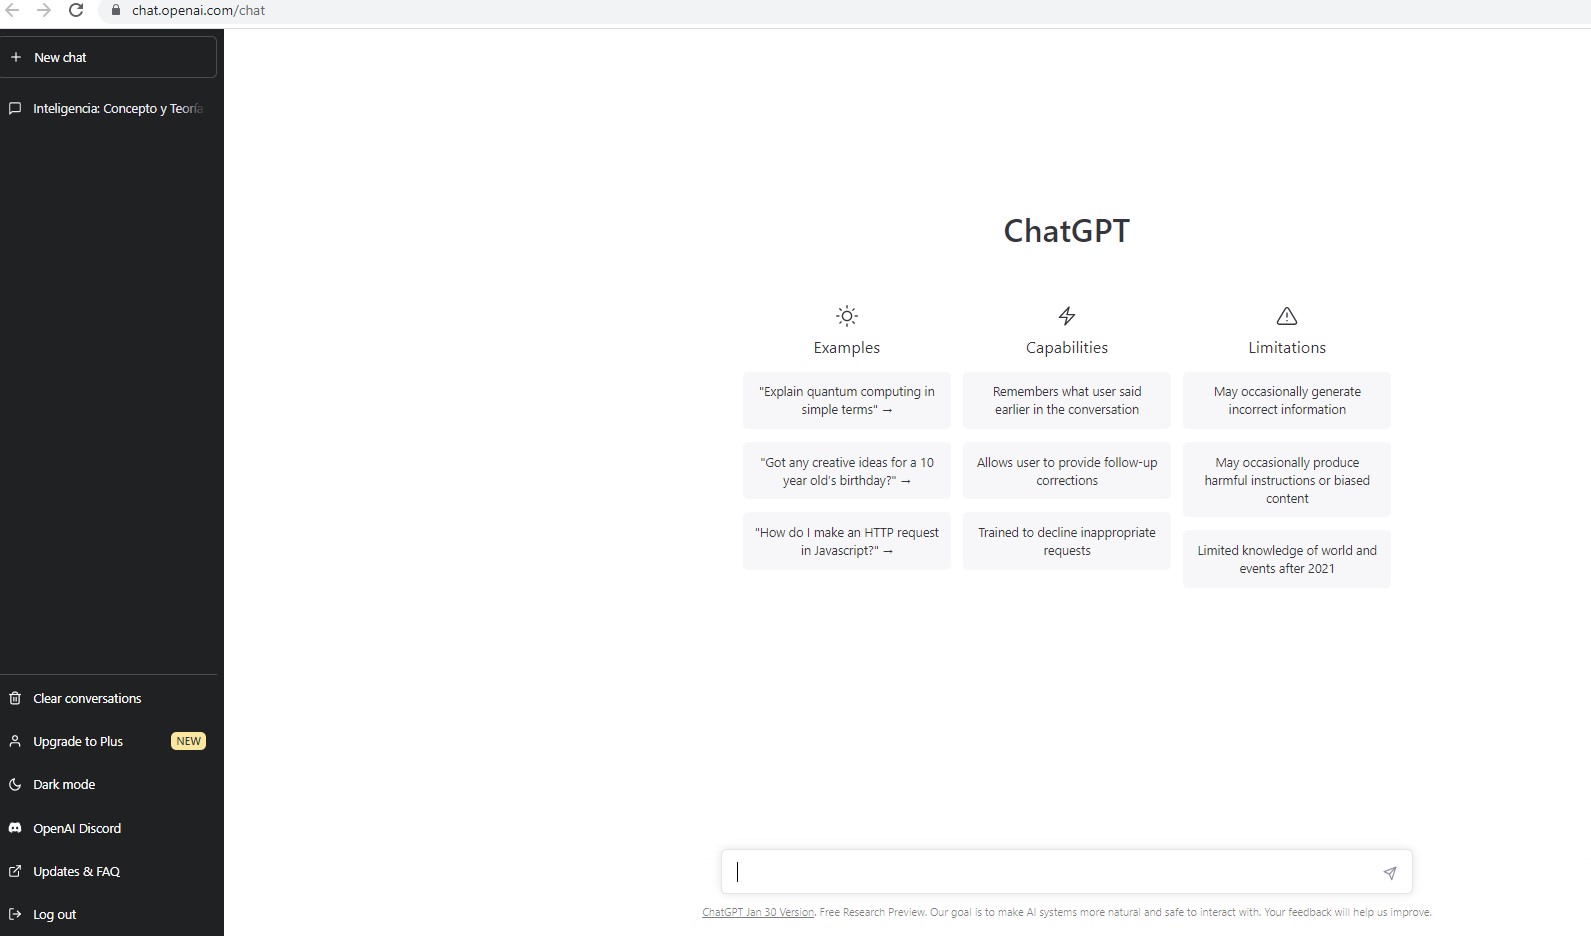 chat.openai.com/chat
New chat
Inteligencia: Concepto y Teoría
ChatGPT
Examples
"Explain quantum computing in
simple terms" →
"Got any creative ideas for a 10
year old's birthday?" →
"How do I make an HTTP request
in Javascript?" →
Capabilities
Remembers what user said
earlier in the conversation
Allows user to provide follow-up
corrections
Trained to decline inappropriate
requests
Limitations
May occasionally generate
incorrect information
May occasionally produce
harmful instructions or biased
content
Limited knowledge of world and
events after 2021
Clear conversations
Upgrade to Plus NEW
Dark mode
OpenAI Discord
Updates & FAQ
Log out
ChatGPT Jan 30 Version. Free Research Preview. Our goal is to make AI systems more natural and safe to interact with. Your feedback will help us improve.